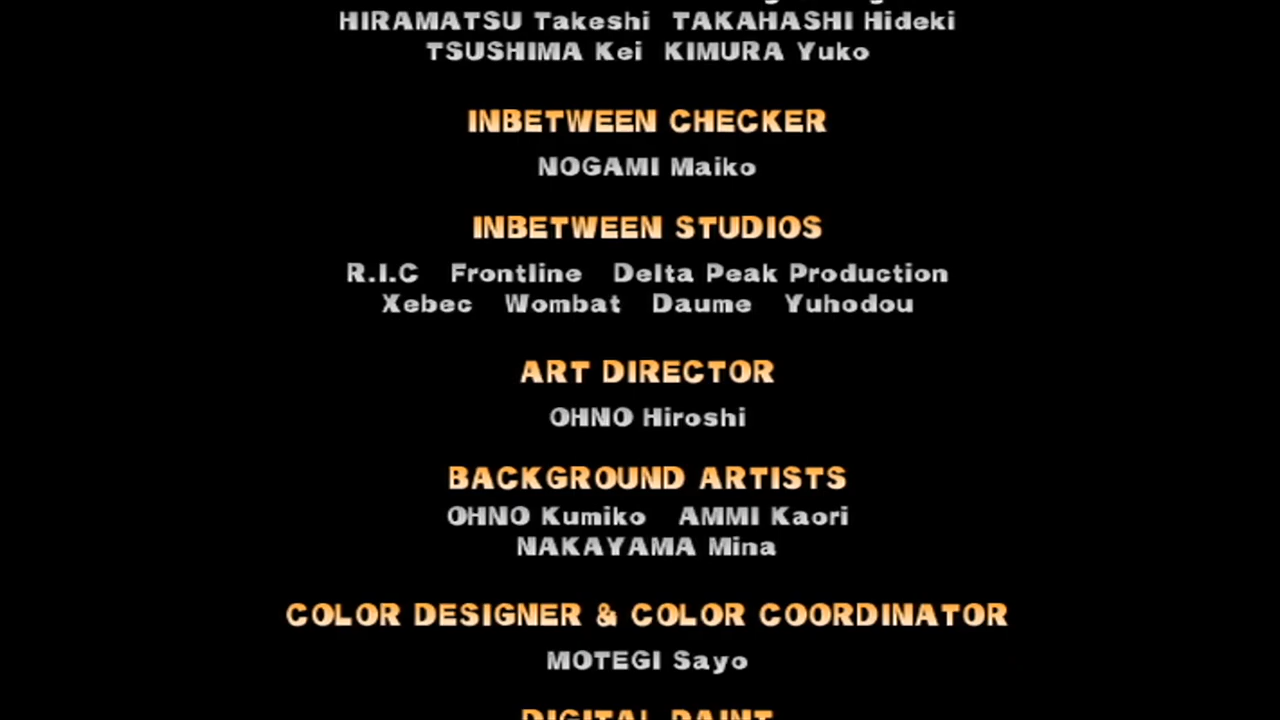 HIRAMATSU Takeshi TAKAHASHI Hideki
TSUSHIMA Kei KIMURA Yuko
INBETWEEN CHECKER
NOGAMI Maiko
INBETWEEN STUDIOS
R.I.C Frontline Delta Peak Production
Xebec Wombat Daume Yuhodou
ART DIRECTOR
OHNO Hiroshi
BACKGROUND ARTISTS
OHNO Kumiko AMMI Kaori
NAKAYAMA Mina
COLOR DESIGNER & COLOR COORDINATOR
MOTEGI Sayo
DIGITAL PAINT